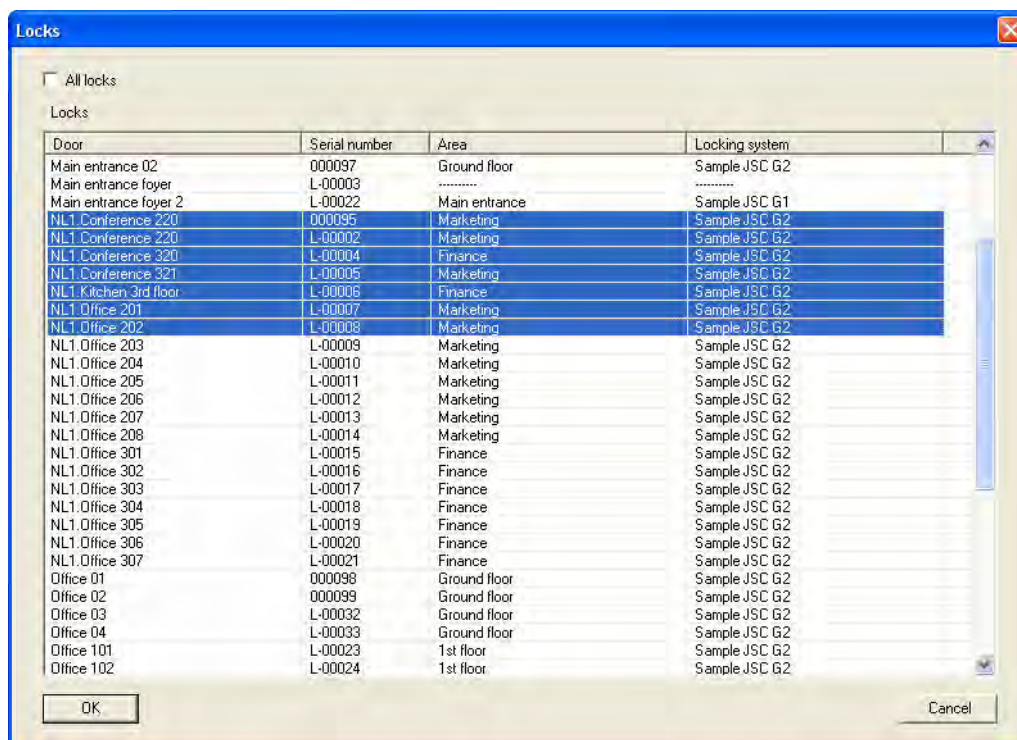 Locks
All locks
Locks
Door Serial number Area Locking system
Main entrance 02 000097 Ground floor Sample JSC G2
Main entrance foyer L-00003 ---------- ----------
Main entrance foyer 2 L-00022 Main entrance Sample JSC G1
NL1.Conference 220 000095 Marketing Sample JSC G2
NL1.Conference 220 L-00002 Marketing Sample JSC G2
NL1.Conference 320 L-00004 Finance Sample JSC G2
NL1.Conference 321 L-00005 Marketing Sample JSC G2
NL1.Kitchen 3rd floor L-00006 Finance Sample JSC G2
NL1.Office 201 L-00007 Marketing Sample JSC G2
NL1.Office 202 L-00008 Marketing Sample JSC G2
NL1.Office 203 L-00009 Marketing Sample JSC G2
NL1.Office 204 L-00010 Marketing Sample JSC G2
NL1.Office 205 L-00011 Marketing Sample JSC G2
NL1.Office 206 L-00012 Marketing Sample JSC G2
NL1.Office 207 L-00013 Marketing Sample JSC G2
NL1.Office 208 L-00014 Marketing Sample JSC G2
NL1.Office 301 L-00015 Finance Sample JSC G2
NL1.Office 302 L-00016 Finance Sample JSC G2
NL1.Office 303 L-00017 Finance Sample JSC G2
NL1.Office 304 L-00018 Finance Sample JSC G2
NL1.Office 305 L-00019 Finance Sample JSC G2
NL1.Office 306 L-00020 Finance Sample JSC G2
NL1.Office 307 L-00021 Finance Sample JSC G2
Office 01 000098 Ground floor Sample JSC G2
Office 02 000099 Ground floor Sample JSC G2
Office 03 L-00032 Ground floor Sample JSC G2
Office 04 L-00033 Ground floor Sample JSC G2
Office 101 L-00023 1st floor Sample JSC G2
Office 102 L-00024 1st floor Sample JSC G2
OK Cancel